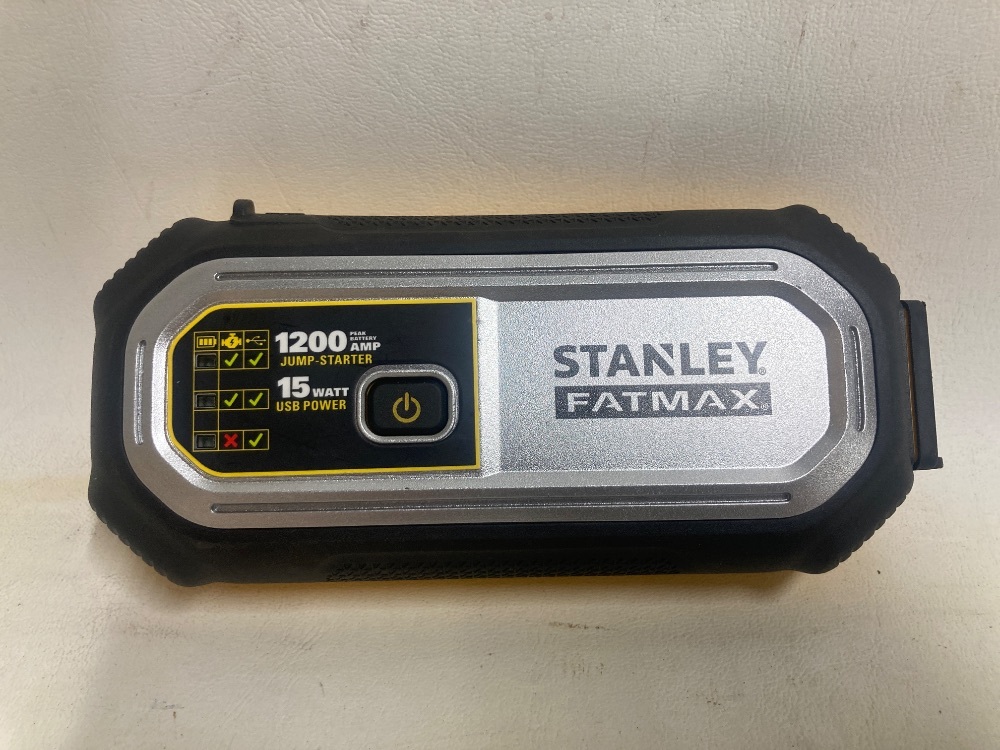 1200 PEAK BATTERY AMP
JUMP-STARTER
15 WATT
USB POWER
STANLEY®
FATMAX®